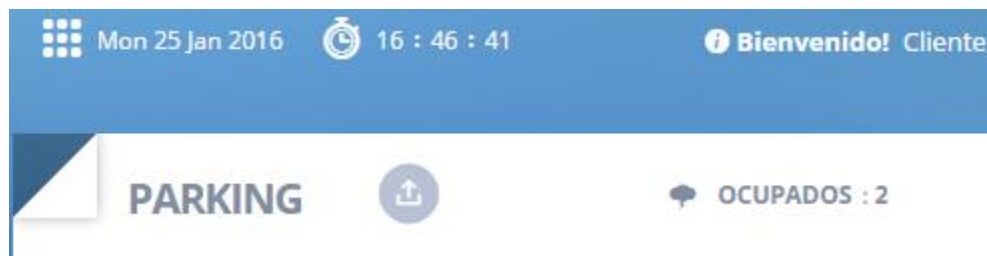 Mon 25 Jan 2016 16 : 46 : 41 Bienvenido! Cliente
PARKING OCUPADOS : 2